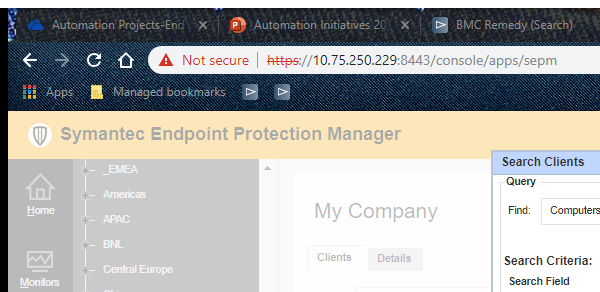 Automation Projects-End
Automation Initiatives 20
BMC Remedy (Search)
Not secure
https://10.75.250.229:8443/console/apps/sepm
Apps
Managed bookmarks
Symantec Endpoint Protection Manager
Search Clients
Query
Find:
Computers
Search Criteria:
Search Field
Home
Monitors
_EMEA
Americas
APAC
BNL
Central Europe
My Company
Clients
Details